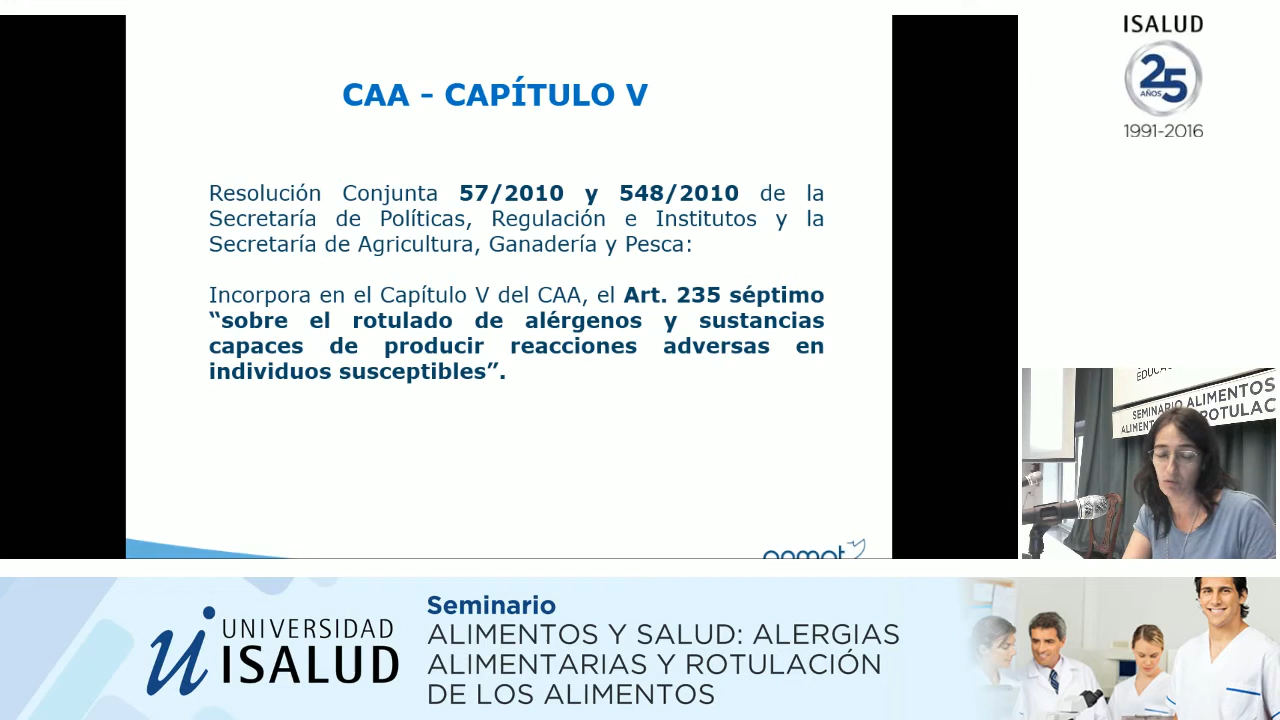 CAA - CAPÍTULO V
Resolución Conjunta 57/2010 y 548/2010 de la
Secretaría de Políticas, Regulación e Institutos y la
Secretaría de Agricultura, Ganadería y Pesca:
Incorpora en el Capítulo V del CAA, el Art. 235 séptimo
“sobre el rotulado de alérgenos y sustancias
capaces de producir reacciones adversas en
individuos susceptibles”.
ISALUD
25
AÑOS
1991-2016
SEMINARIO ALIMENTOS
ROTULAC
UNIVERSIDAD
ISALUD
Seminario
ALIMENTOS Y SALUD: ALERGIAS
ALIMENTARIAS Y ROTULACIÓN
DE LOS ALIMENTOS